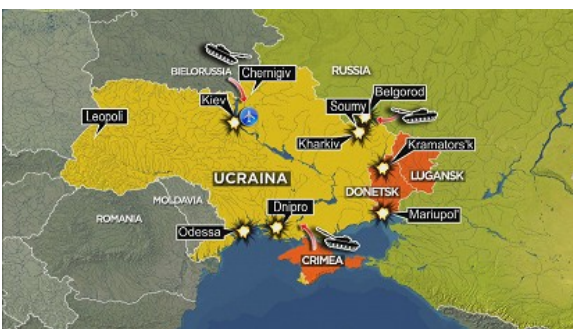 BIELORUSSIA
Chernigiv
RUSSIA
Kiev
Soumy
Belgorod
Leopoli
Kharkiv
Kramators'k
UCRAINA
LUGANSK
DONETSK
MOLDAVIA
Dnipro
ROMANIA
Mariupol'
Odessa
CRIMEA